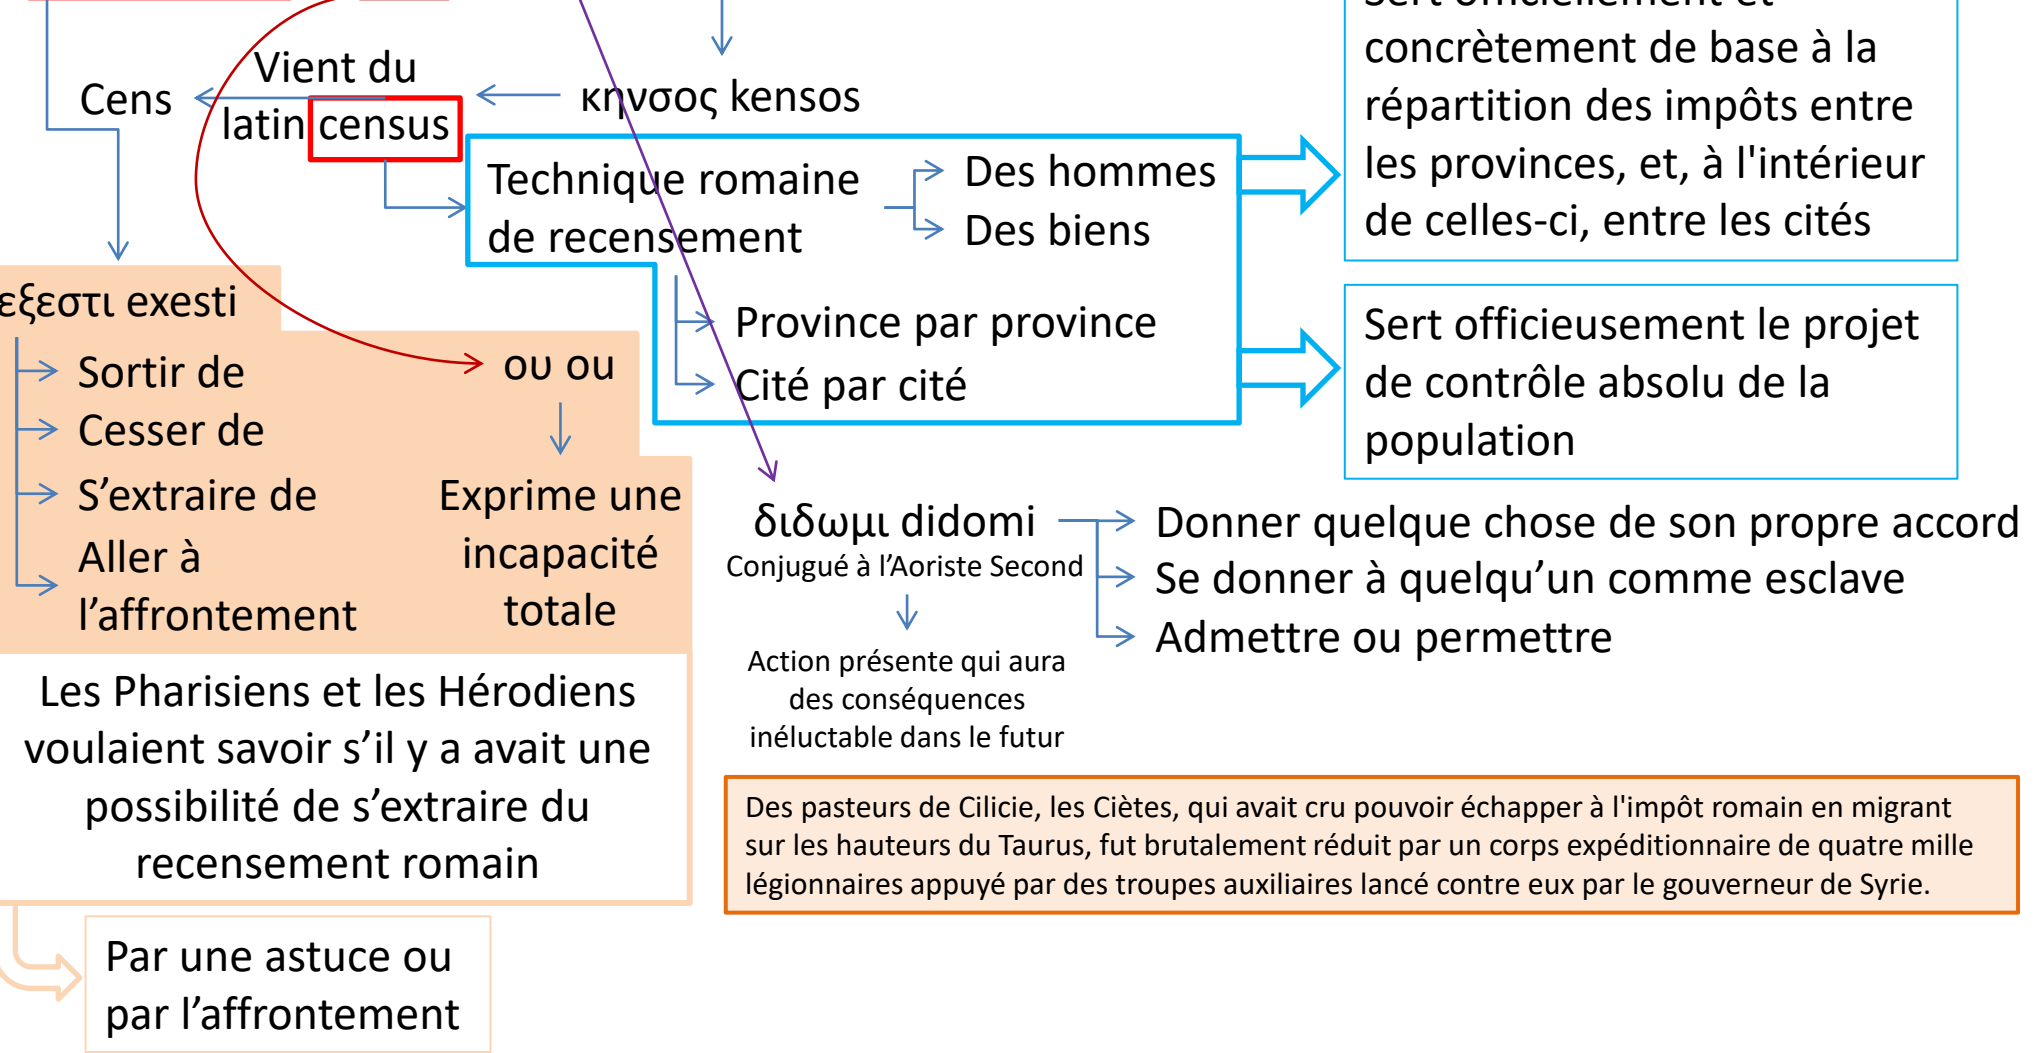 Sert officiellement et
concrètement de base à la
répartition des impôts entre
les provinces, et, à l'intérieur
de celles-ci, entre les cités
Cens
Vient du
latin census
κηνσος kensos
Technique romaine
de recensement
Des hommes
Des biens
Province par province
Cité par cité
Sert officieusement le projet
de contrôle absolu de la
population
εξεστι exesti
Sortir de
Cesser de
S’extraire de
Aller à
l’affrontement
ου ou
Exprime une
incapacité
totale
διδωμι didomi
Conjugué à l’Aoriste Second
Action présente qui aura
des conséquences
inéluctable dans le futur
Donner quelque chose de son propre accord
Se donner à quelqu’un comme esclave
Admettre ou permettre
Les Pharisiens et les Hérodiens
voulaient savoir s’il y a avait une
possibilité de s’extraire du
recensement romain
Des pasteurs de Cilicie, les Ciètes, qui avait cru pouvoir échapper à l'impôt romain en migrant
sur les hauteurs du Taurus, fut brutalement réduit par un corps expéditionnaire de quatre mille
légionnaires appuyé par des troupes auxiliaires lancé contre eux par le gouverneur de Syrie.
Par une astuce ou
par l’affrontement